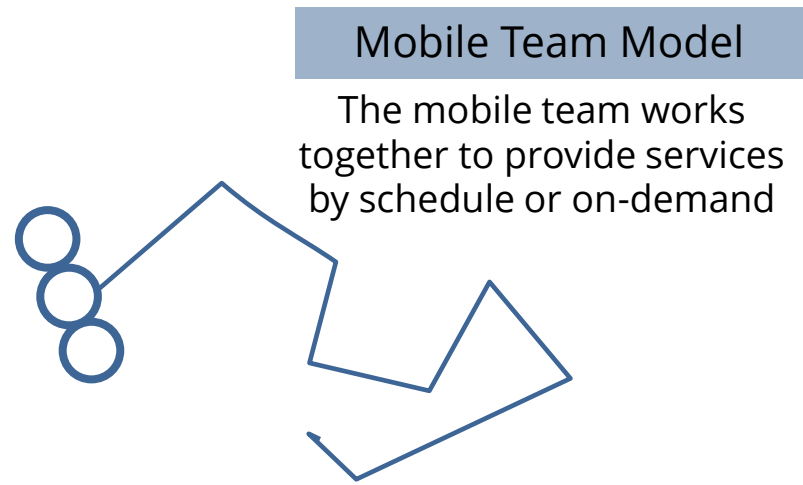 Mobile Team Model
The mobile team works
together to provide services
by schedule or on-demand